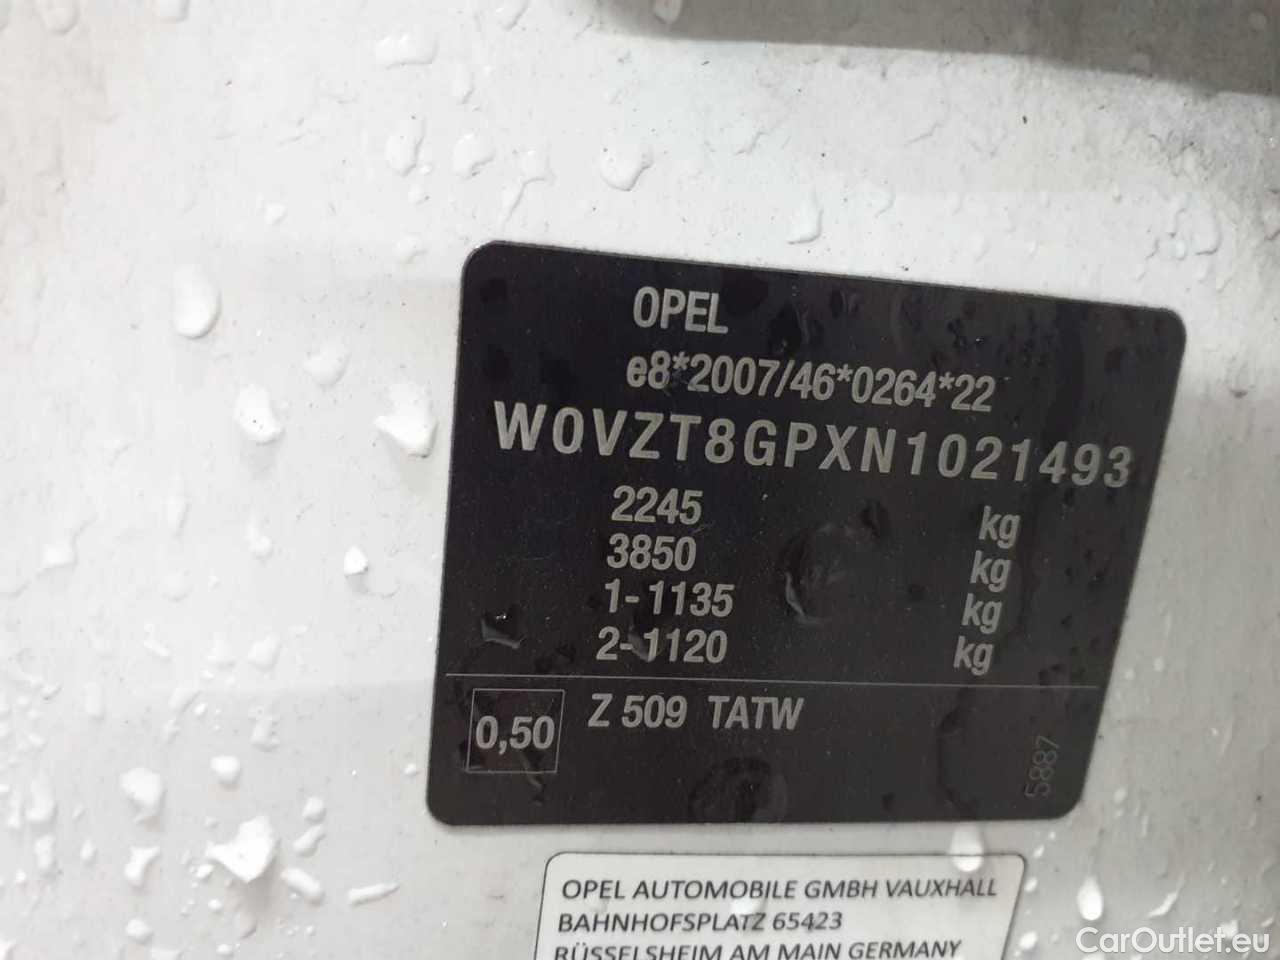 OPEL
e8*2007/46*0264*22
W0VZT8GPXN1021493
2245 kg
3850 kg
1-1135 kg
2-1120 kg
0,50 Z 509 TATW
5887
OPEL AUTOMOBILE GMBH VAUXHALL
BAHNHOFSPLATZ 65423
RÜSSELSHEIM AM MAIN GERMANY
CarOutlet.eu